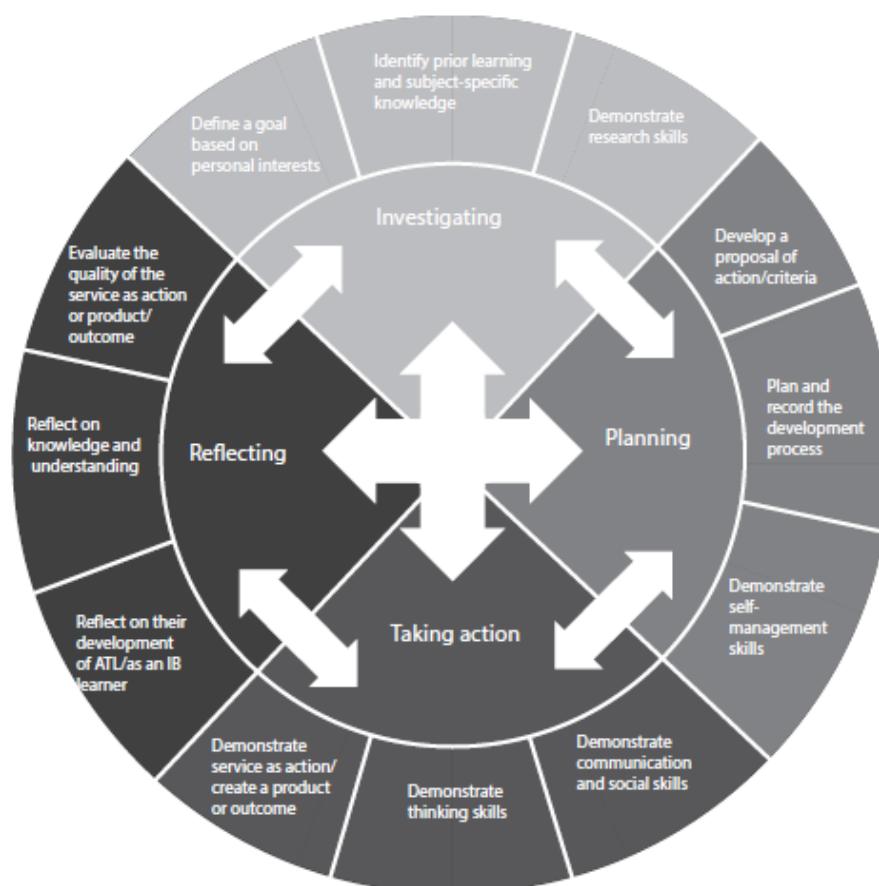 Identify prior learning
and subject-specific
knowledge
Define a goal
based on
personal interests
Demonstrate
research skills
Investigating
Evaluate the
quality of the
service as action
or product/
outcome
Develop a
proposal of
action/criteria
Reflect on
knowledge and
understanding
Reflecting
Planning
Plan and
record the
development
process
Reflect on their
development
of ATL/as an IB
learner
Taking action
Demonstrate
self-
management
skills
Demonstrate
service as action/
create a product
or outcome
Demonstrate
thinking skills
Demonstrate
communication
and social skills